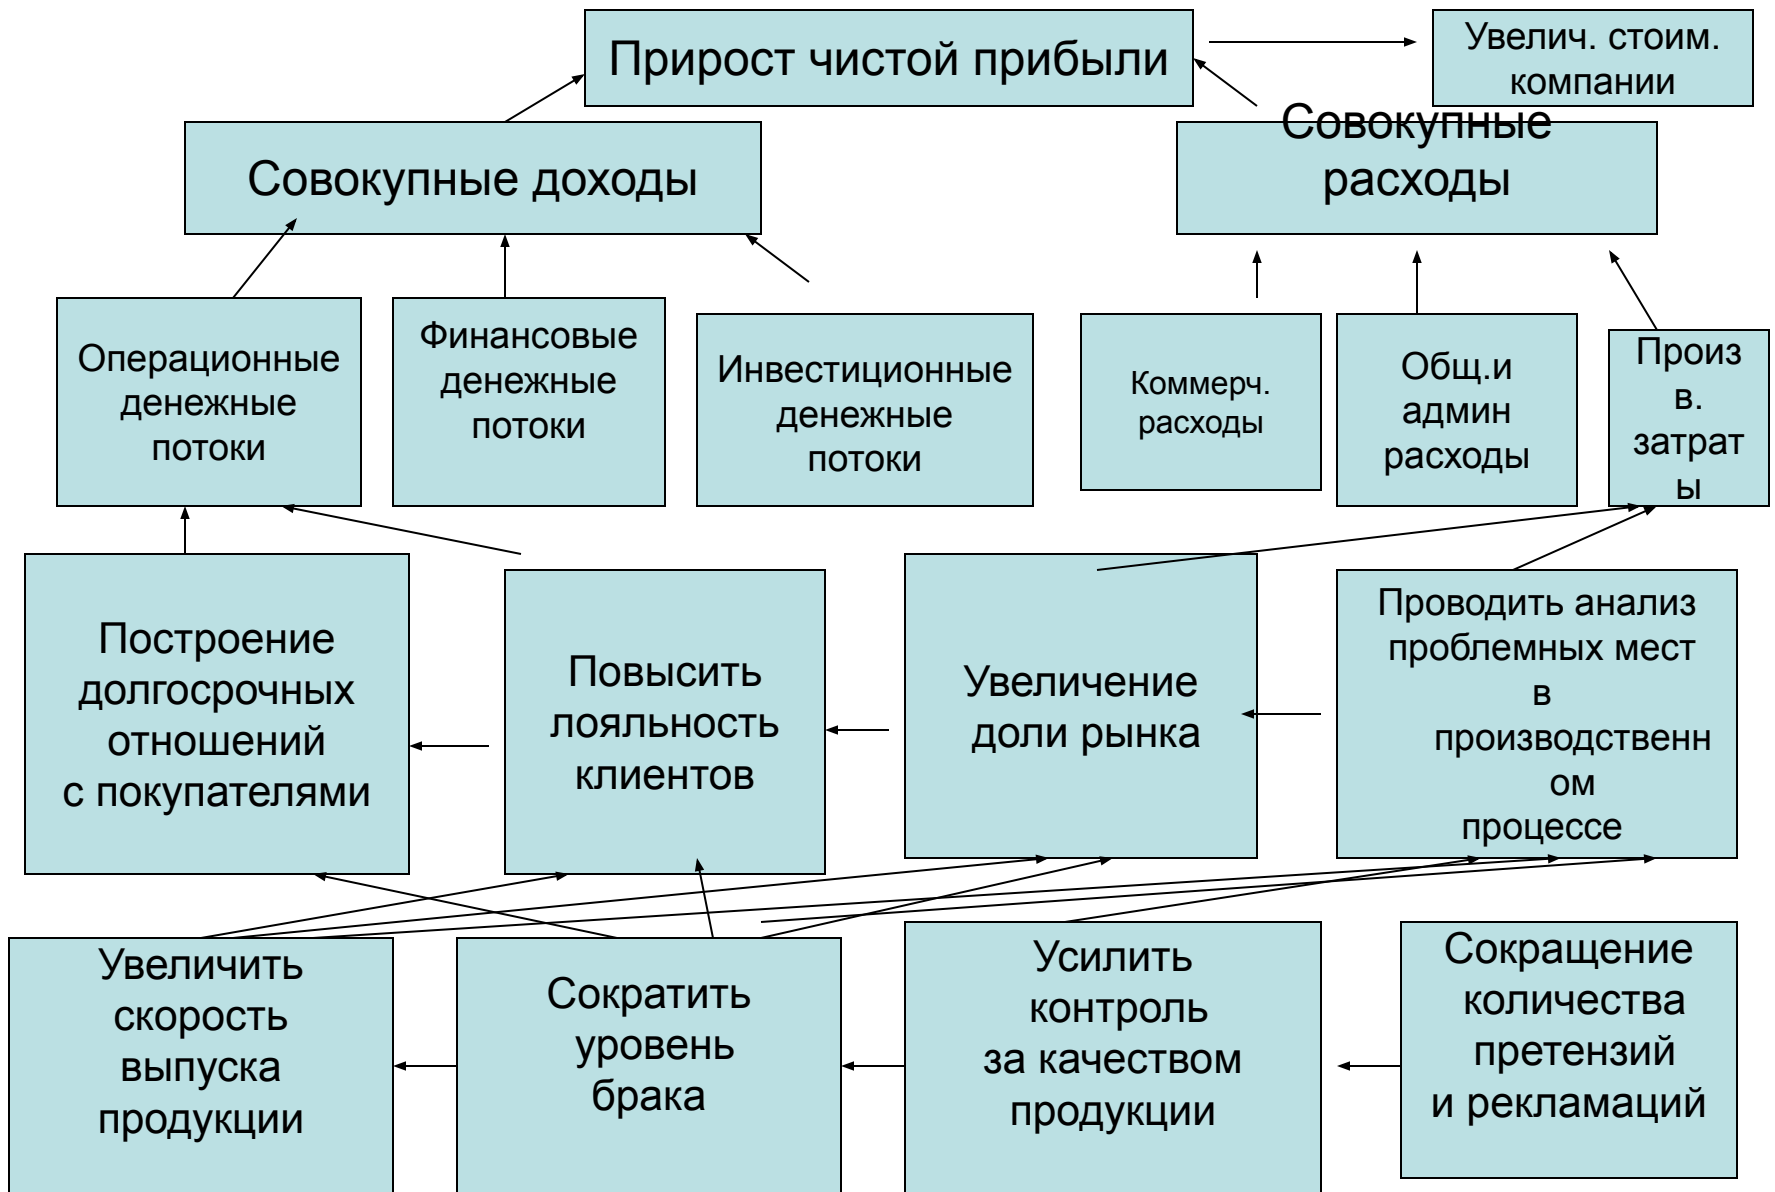 Прирост чистой прибыли
Увелич. стоим.
компании
Совокупные доходы
Совокупные
расходы
Операционные
денежные
потоки
Финансовые
денежные
потоки
Инвестиционные
денежные
потоки
Коммерч.
расходы
Общ.и
админ
расходы
Произ
в.
затрат
ы
Построение
долгосрочных
отношений
с покупателями
Повысить
лояльность
клиентов
Увеличение
доли рынка
Проводить анализ
проблемных мест
в
производственн
ом
процессе
Увеличить
скорость
выпуска
продукции
Сократить
уровень
брака
Усилить
контроль
за качеством
продукции
Сокращение
количества
претензий
и рекламаций